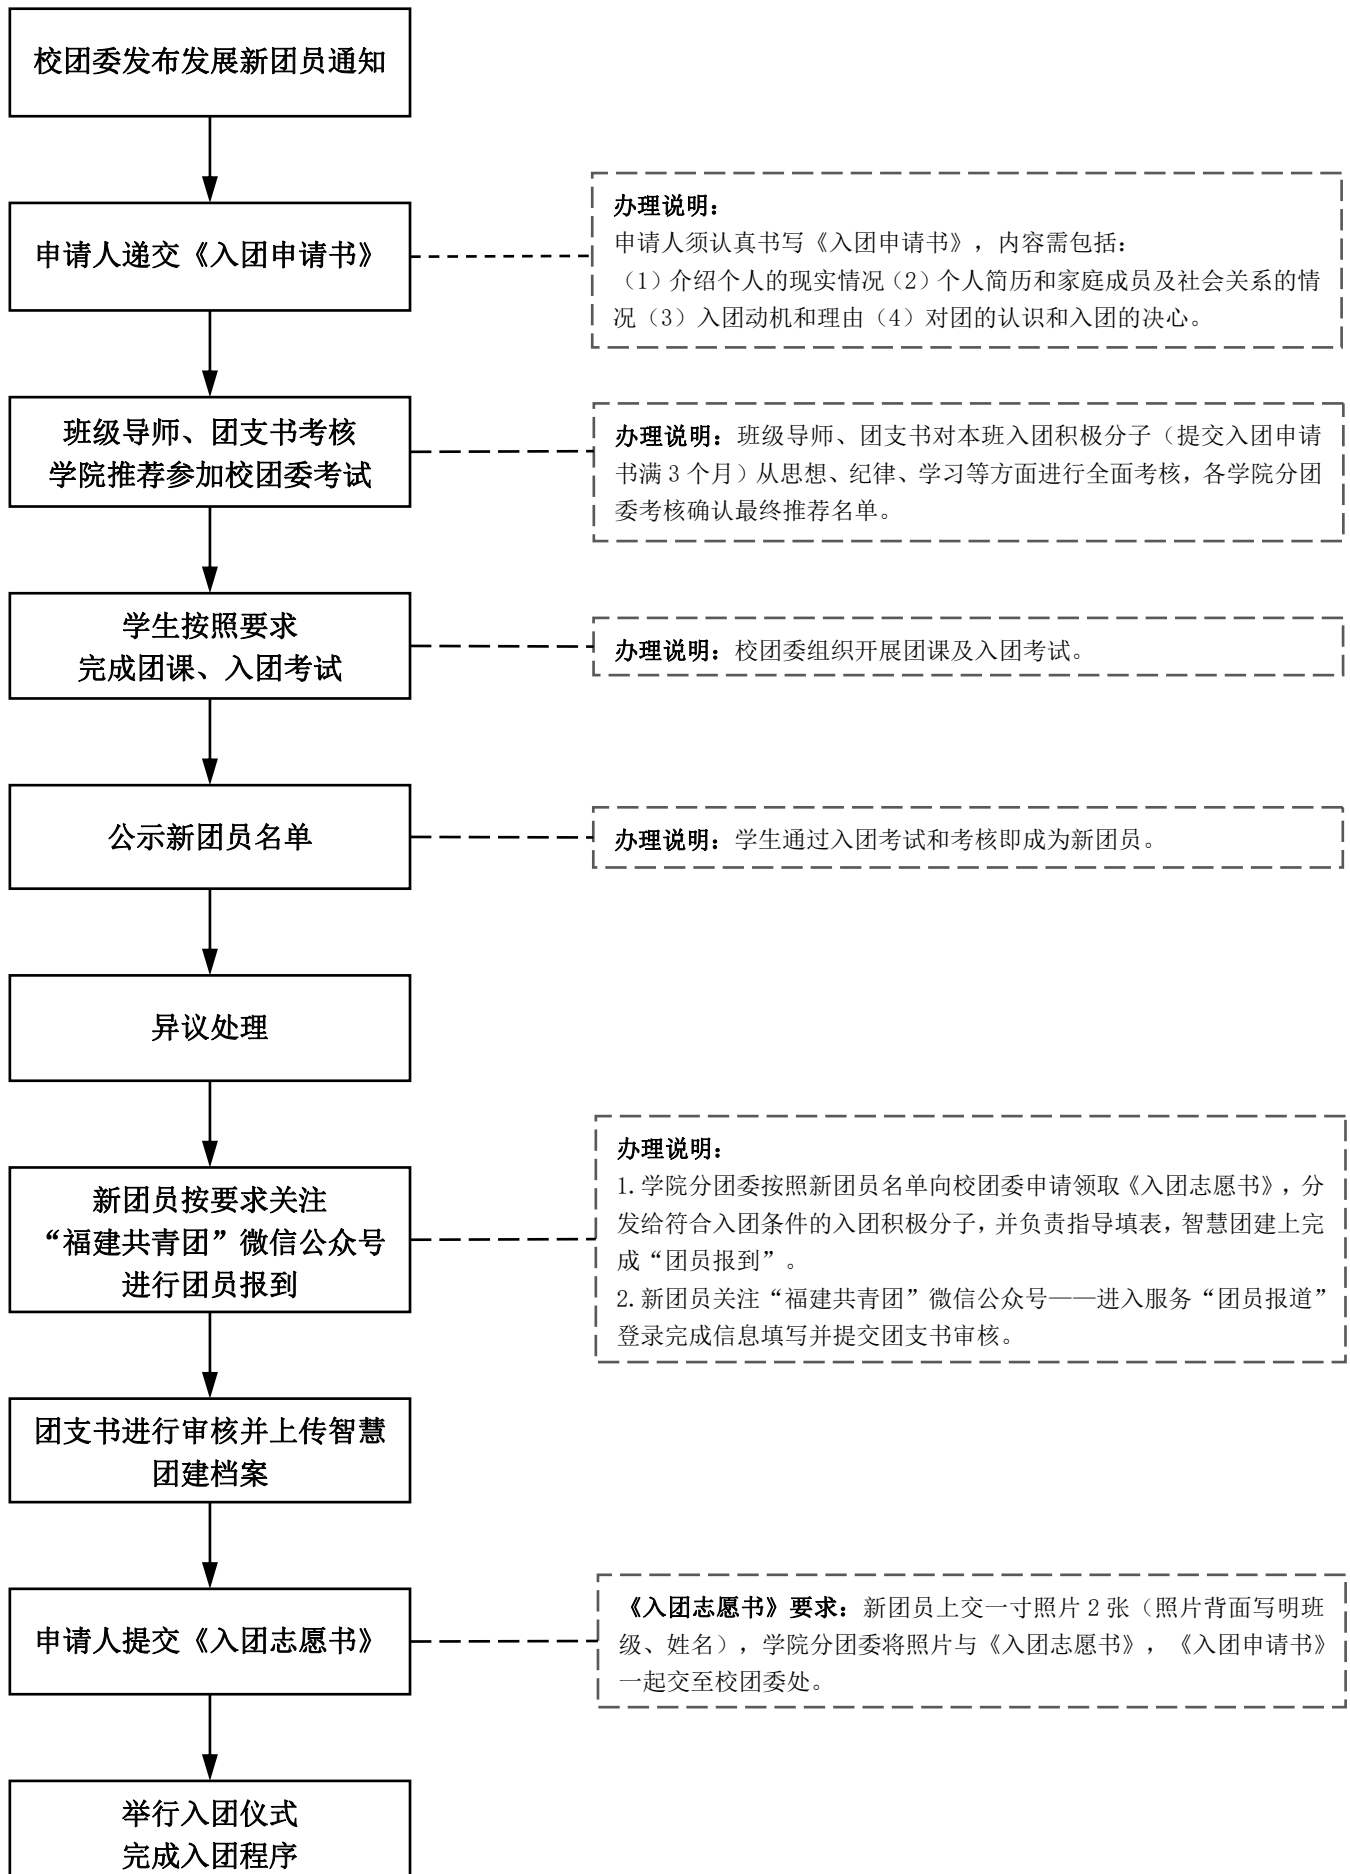 校团委发布发展新团员通知
申请人递交《入团申请书》
办理说明：
申请人须认真书写《入团申请书》，内容需包括：
（1）介绍个人的现实情况（2）个人简历和家庭成员及社会关系的情
况（3）入团动机和理由（4）对团的认识和入团的决心。
班级导师、团支书考核
学院推荐参加校团委考试
办理说明：班级导师、团支书对本班入团积极分子（提交入团申请
书满3个月）从思想、纪律、学习等方面进行全面考核，各学院分团
委考核确认最终推荐名单。
学生按照要求
完成团课、入团考试
办理说明：校团委组织开展团课及入团考试。
公示新团员名单
办理说明：学生通过入团考试和考核即成为新团员。
异议处理
新团员按要求关注
“福建共青团”微信公众号
进行团员报到
办理说明：
1.学院分团委按照新团员名单向校团委申请领取《入团志愿书》，分
发给符合入团条件的入团积极分子，并负责指导填表，智慧团建上完
成“团员报到”。
2.新团员关注“福建共青团”微信公众号——进入服务“团员报道”
登录完成信息填写并提交团支书审核。
团支书进行审核并上传智慧
团建档案
申请人提交《入团志愿书》
《入团志愿书》要求：新团员上交一寸照片2张（照片背面写明班
级、姓名），学院分团委将照片与《入团志愿书》，《入团申请书》
一起交至校团委处。
举行入团仪式
完成入团程序